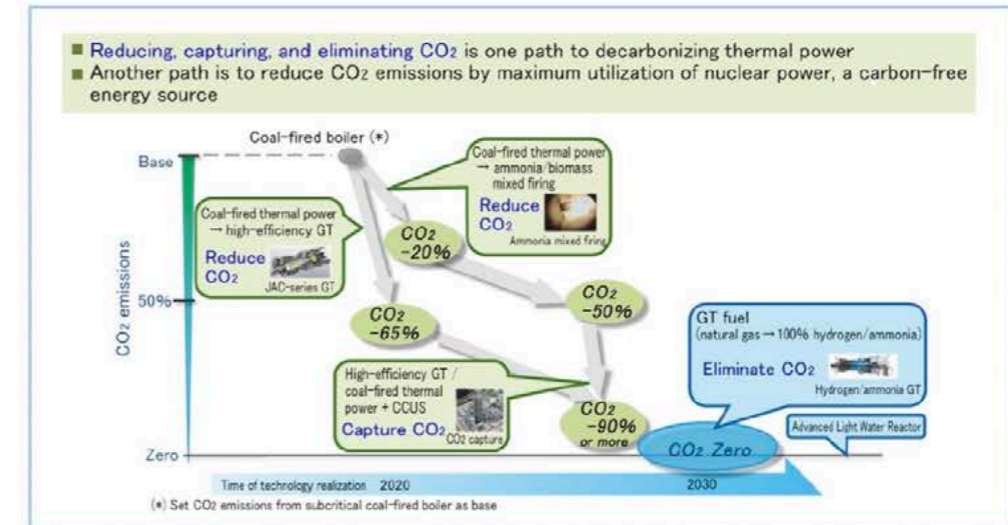 ■ Reducing, capturing, and eliminating CO2 is one path to decarbonizing thermal power
■ Another path is to reduce CO2 emissions by maximum utilization of nuclear power, a carbon-free
energy source
Coal-fired boiler (*)
Base
Coal-fired thermal power
→ ammonia/biomass
mixed firing
Reduce
CO2
Ammonia mixed firing
Coal-fired thermal power
→ high-efficiency GT
Reduce
CO2
JAC-series GT
CO2
-20%
CO2 emissions
50%
CO2
-65%
CO2
-50%
GT fuel
(natural gas → 100% hydrogen/ammonia)
Eliminate CO2
Hydrogen/ammonia GT
High-efficiency GT /
coal-fired thermal
power + CCUS
Capture CO2
CO2 capture
CO2
-90%
or more
Advanced Light Water Reactor
CO2 Zero
Zero
Time of technology realization 2020 2030
(*) Set CO2 emissions from subcritical coal-fired boiler as base